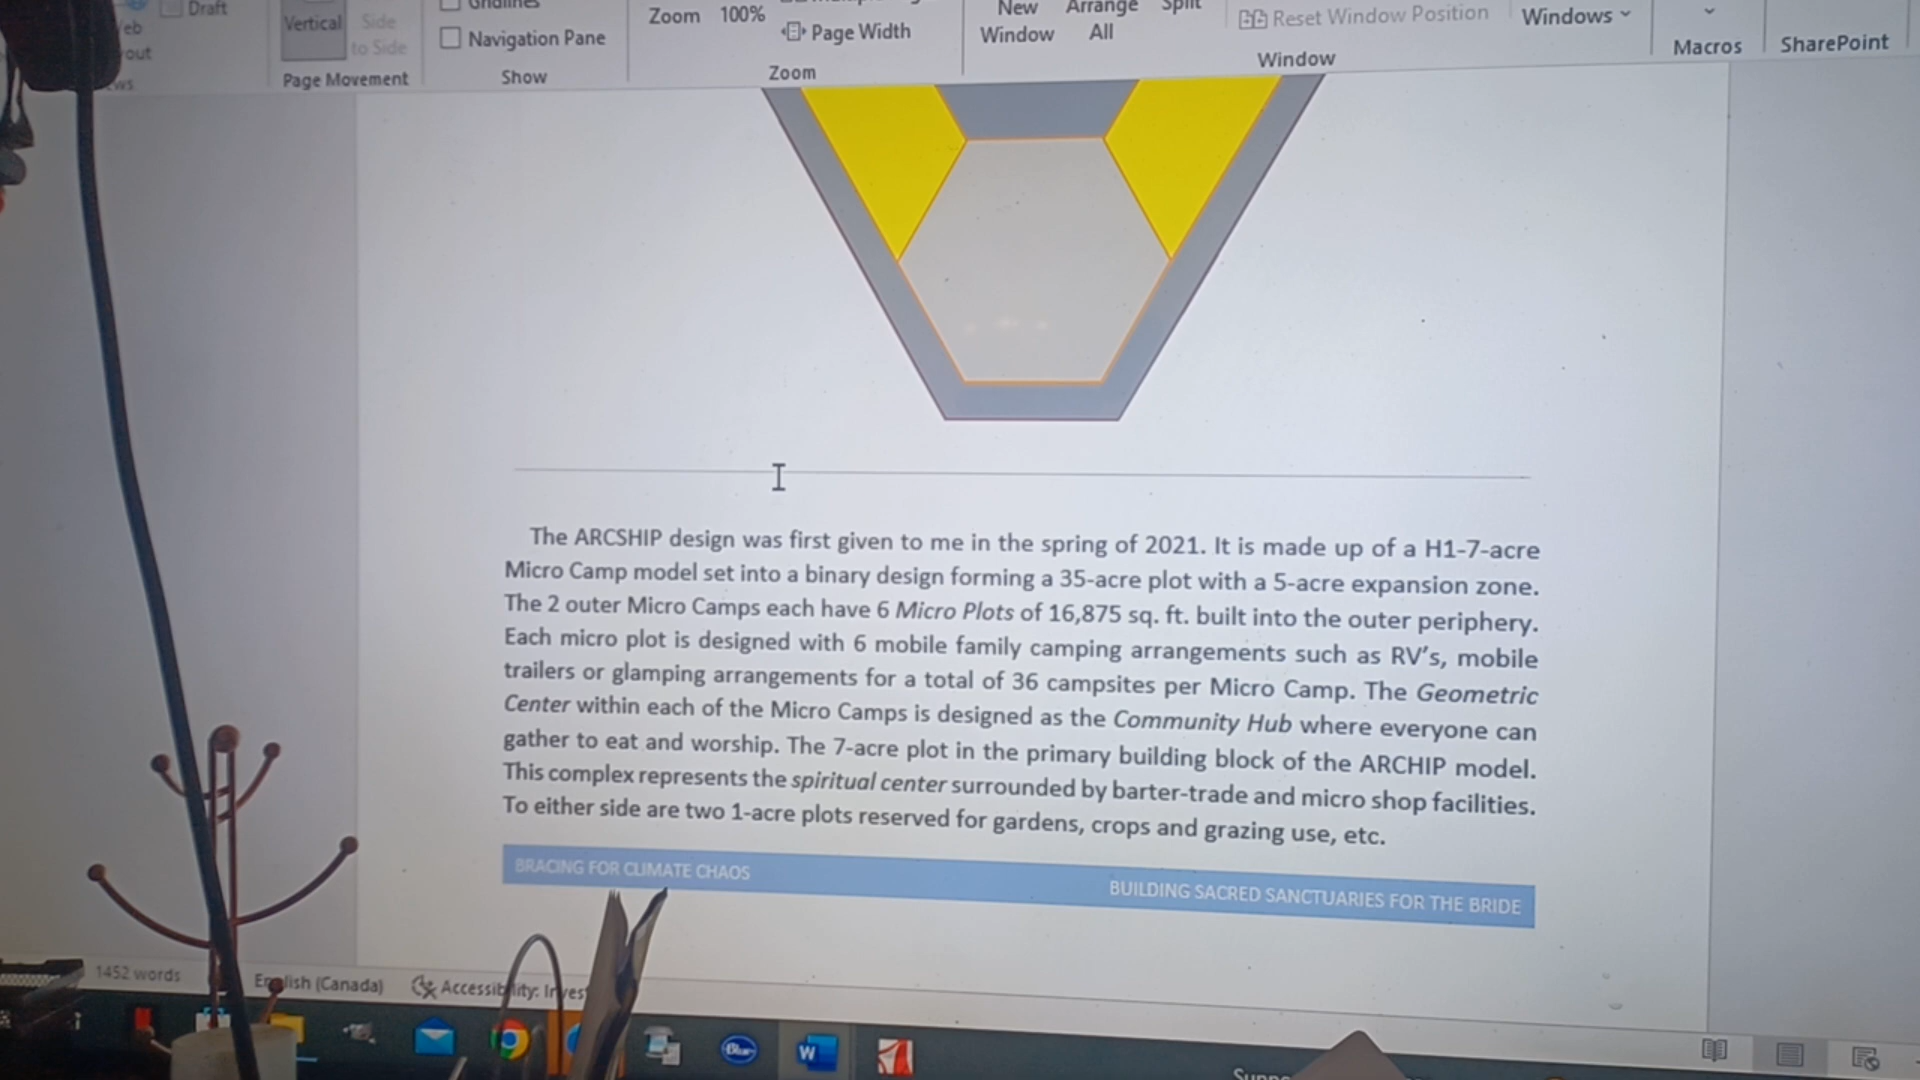 Draft
Vertical
Side
to Side
Page Movement
Gridlines
Navigation Pane
Show
Zoom
100%
Page Width
Zoom
New
Window
Arrange
All
Split
Reset Window Position
Windows
Window
Macros
SharePoint
The ARCSHIP design was first given to me in the spring of 2021. It is made up of a H1-7-acre
Micro Camp model set into a binary design forming a 35-acre plot with a 5-acre expansion zone.
The 2 outer Micro Camps each have 6 Micro Plots of 16,875 sq. ft. built into the outer periphery.
Each micro plot is designed with 6 mobile family camping arrangements such as RV's, mobile
trailers or glamping arrangements for a total of 36 campsites per Micro Camp. The Geometric
Center within each of the Micro Camps is designed as the Community Hub where everyone can
gather to eat and worship. The 7-acre plot in the primary building block of the ARCHIP model.
This complex represents the spiritual center surrounded by barter-trade and micro shop facilities.
To either side are two 1-acre plots reserved for gardens, crops and grazing use, etc.
BRACING FOR CLIMATE CHAOS
BUILDING SACRED SANCTUARIES FOR THE BRIDE
1452 words
English (Canada)
Accessibility:
Blue
W